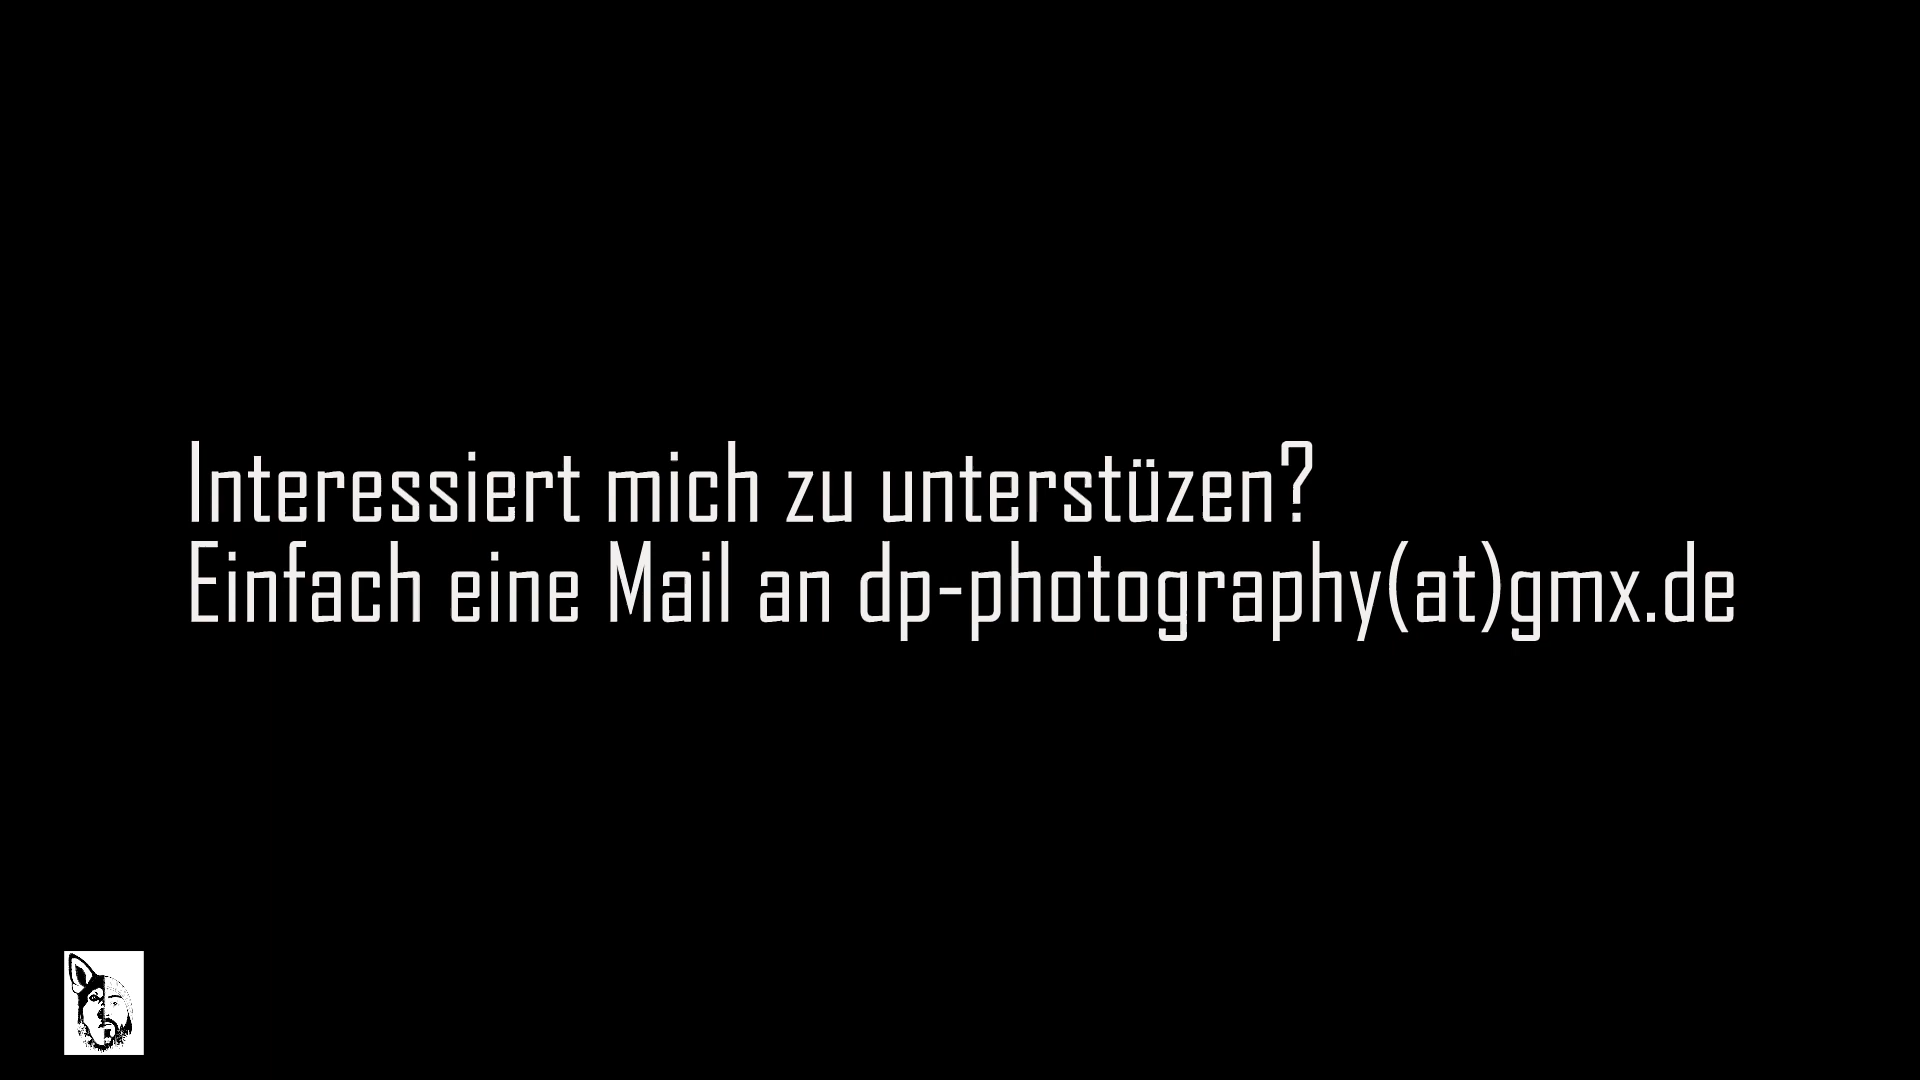 Interessiert mich zu unterstüzen?
Einfach eine Mail an dp-photography(at)gmx.de